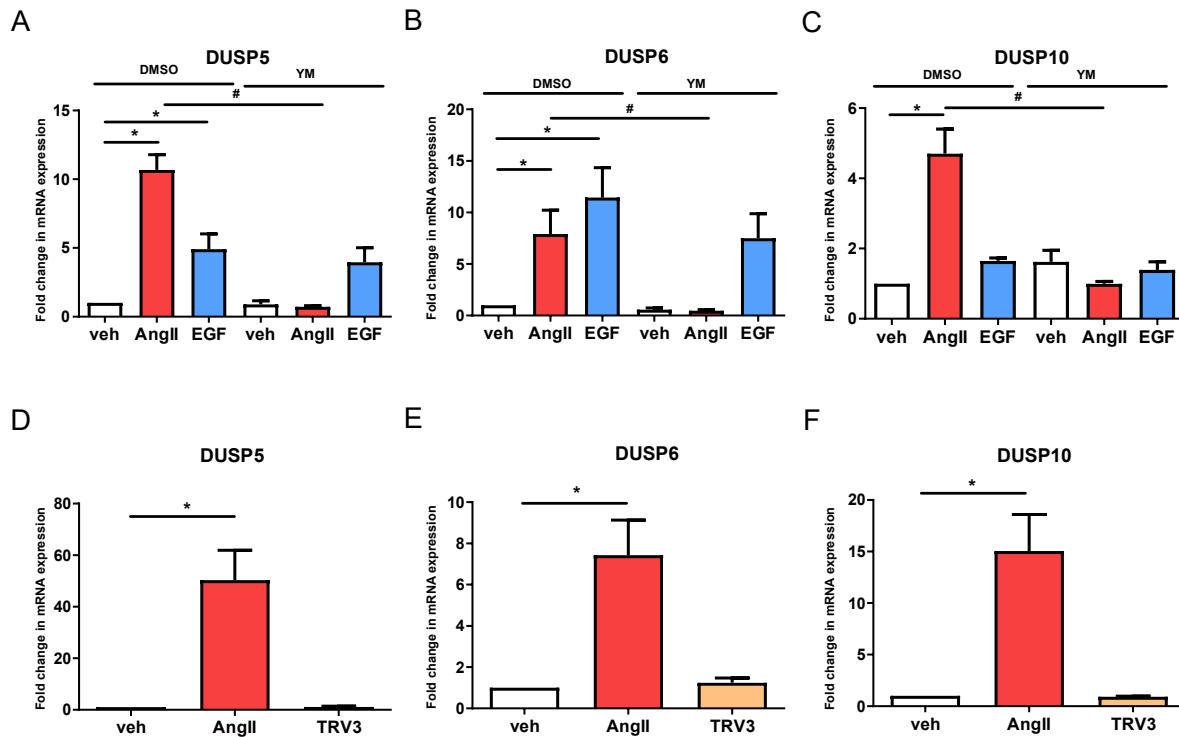 A
DUSP5
DMSO
YM
#
*
*
Fold change in mRNA expression
15
10
5
0
veh AngII EGF veh AngII EGF
B
DUSP6
DMSO
YM
#
*
*
Fold change in mRNA expression
20
15
10
5
0
veh AngII EGF veh AngII EGF
C
DUSP10
DMSO
YM
*
#
Fold change in mRNA expression
6
4
2
0
veh AngII EGF veh AngII EGF
D
DUSP5
*
Fold change in mRNA expression
80
60
40
20
0
veh AngII TRV3
E
DUSP6
*
Fold change in mRNA expression
10
8
6
4
2
0
veh AngII TRV3
F
DUSP10
*
Fold change in mRNA expression
20
15
10
5
0
veh AngII TRV3